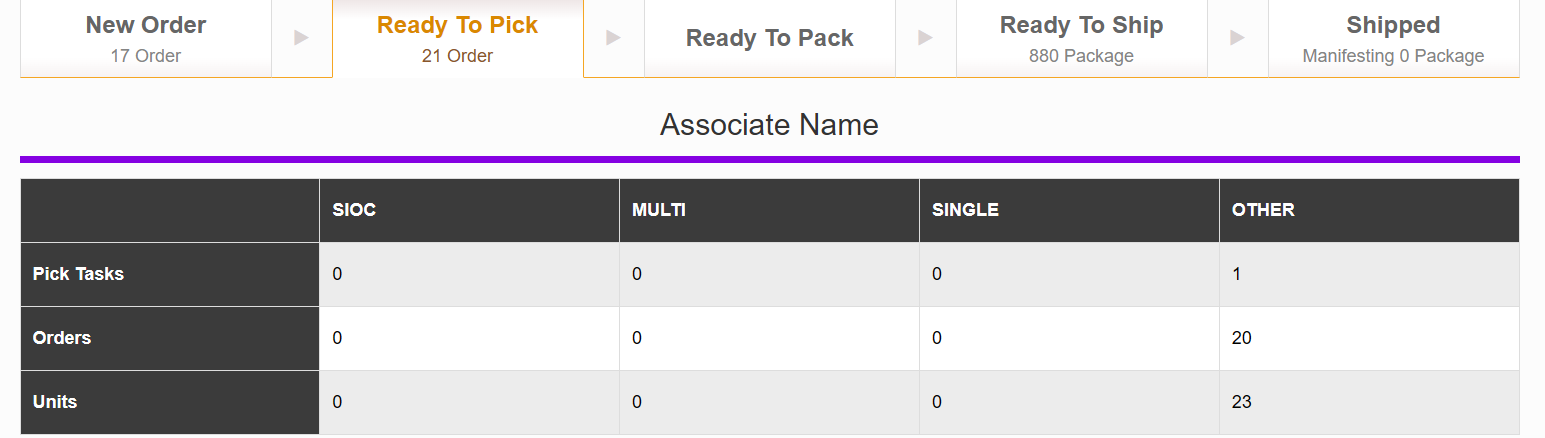 New Order
17 Order
Ready To Pick
21 Order
Ready To Pack
Ready To Ship
880 Package
Shipped
Manifesting 0 Package
Associate Name
SIOC MULTI SINGLE OTHER
Pick Tasks 0 0 0 1
Orders 0 0 0 20
Units 0 0 0 23